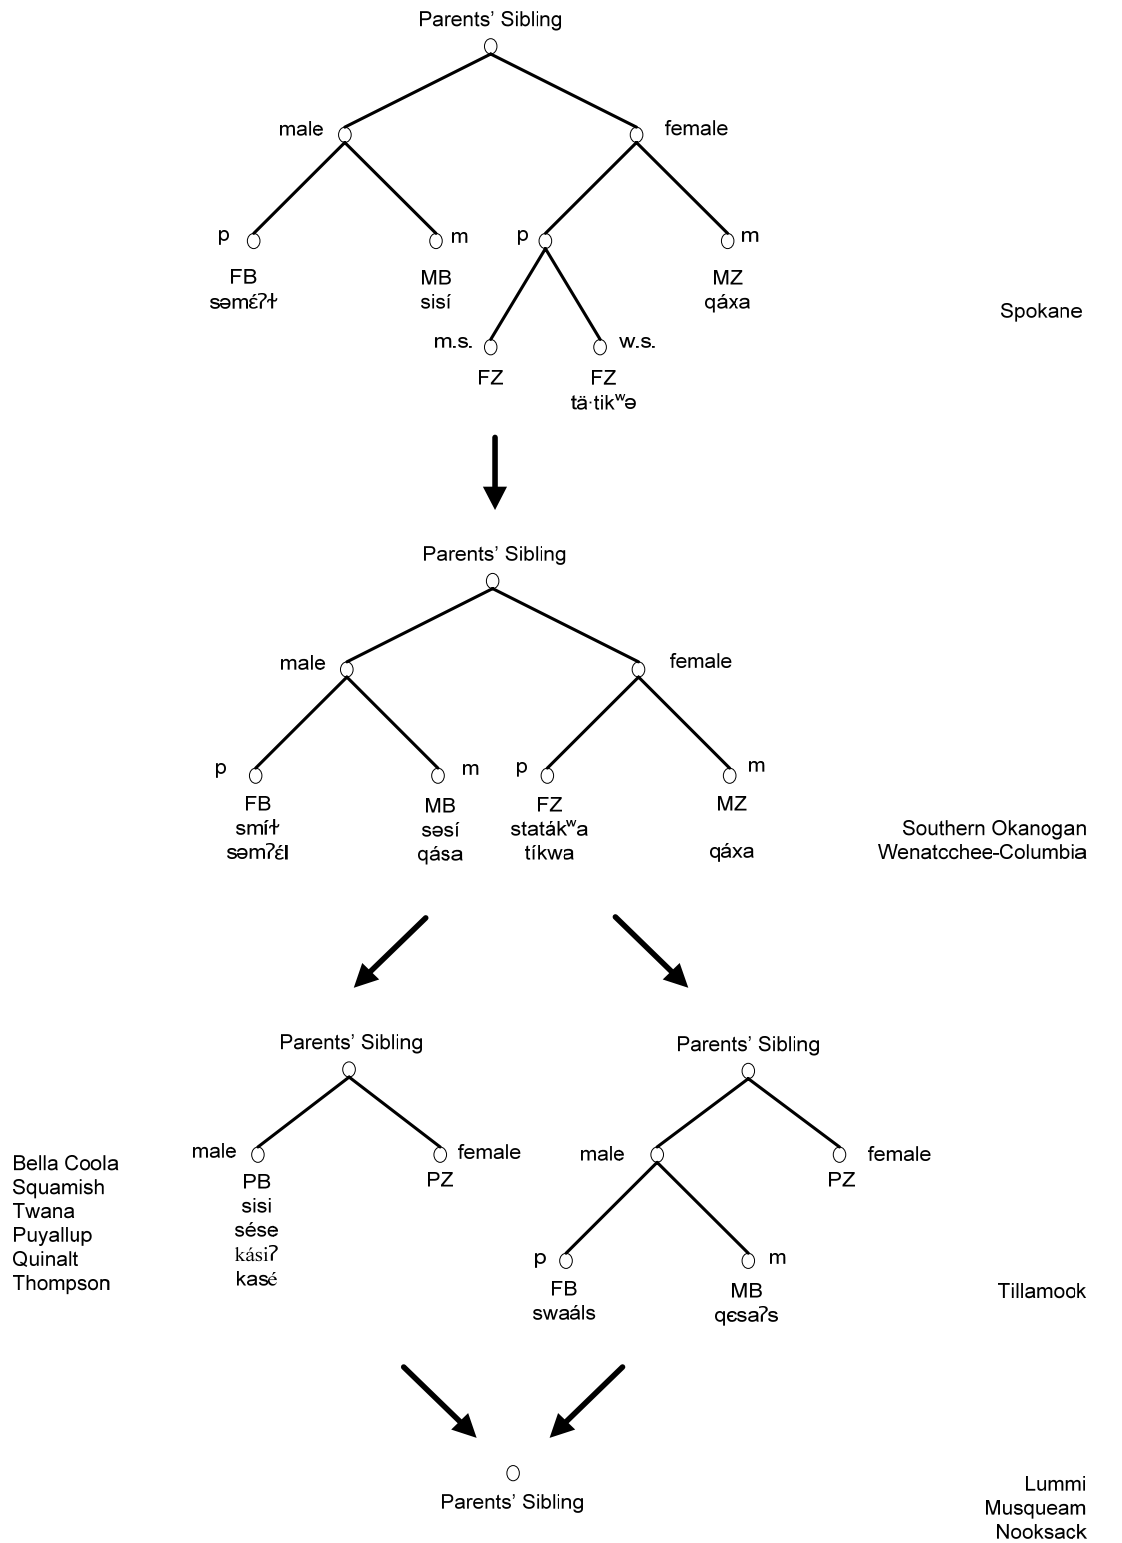 Parents’ Sibling
male
female
p
m
p
m
FB
MB
MZ
səmɛ́ʔɫ
sisí
qáxa
Spokane
m.s.
w.s.
FZ
FZ
tä·tikʷə
Parents’ Sibling
male
female
p
m
p
m
FB
MB
FZ
MZ
smíɫ
səsí
statákʷa
Southern Okanogan
səmʔɛ́l
qása
tíkwa
qáxa
Wenatcchee-Columbia
Parents’ Sibling
Parents’ Sibling
male
female
male
female
Bella Coola
Squamish
Twana
Puyallup
Quinalt
Thompson
PB
PZ
sisi
sése
kásiʔ
kasé
PZ
p
m
FB
MB
swaáls
qєsaʔs
Tillamook
Parents’ Sibling
Lummi
Musqueam
Nooksack